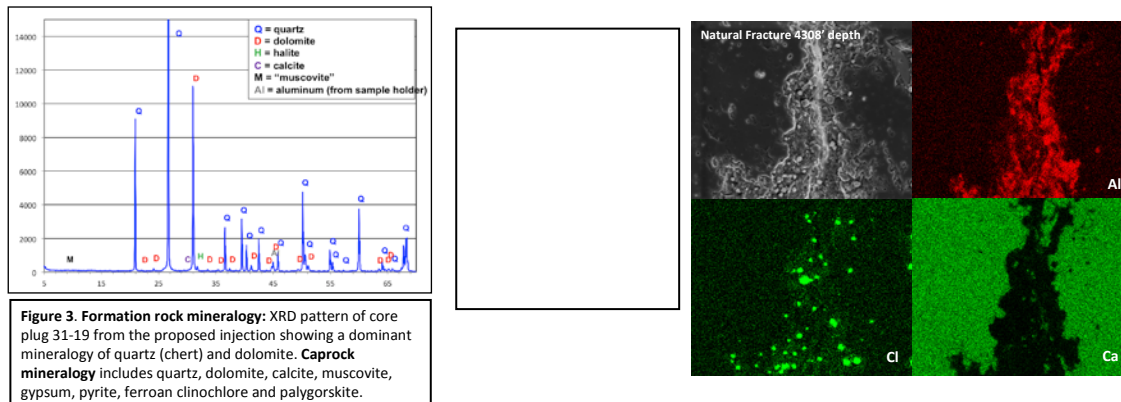 14000
12000
10000
8000
6000
4000
2000
0
5 15 25 35 45 55 65
Q = quartz
D = dolomite
H = halite
C = calcite
M = “muscovite”
Al = aluminum (from sample holder)
Q
D
Q
Q
Q
Q
Q
Q
Q
Q
Q
Q
Q
Q
Q
Q
M
D
D
C
H
D
D
D
D
D
A
D
D
D
D
D
D
Figure 3. Formation rock mineralogy: XRD pattern of core
plug 31-19 from the proposed injection showing a dominant
mineralogy of quartz (chert) and dolomite. Caprock
mineralogy includes quartz, dolomite, calcite, muscovite,
gypsum, pyrite, ferroan clinochlore and palygorskite.
Natural Fracture 4308’ depth
Al
Cl
Ca